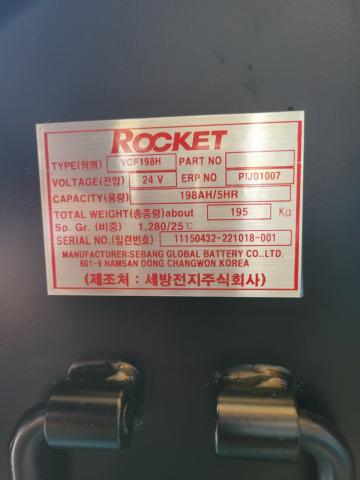 ROCKET
TYPE(형명) VCF198H PART NO
VOLTAGE(전압) 24 V ERP NO PIJ01007
CAPACITY(용량) 198AH/5HR
TOTAL WEIGHT(총중량)about 195 Kg
Sp. Gr. (비중) 1.280/25℃
SERIAL NO.(일련번호) 11150432-221018-001
MANUFACTURER:SEBANG GLOBAL BATTERY CO.,LTD.
601-9 NAMSAN DONG CHANGWON.KOREA
(제조처 : 세방전지주식회사)